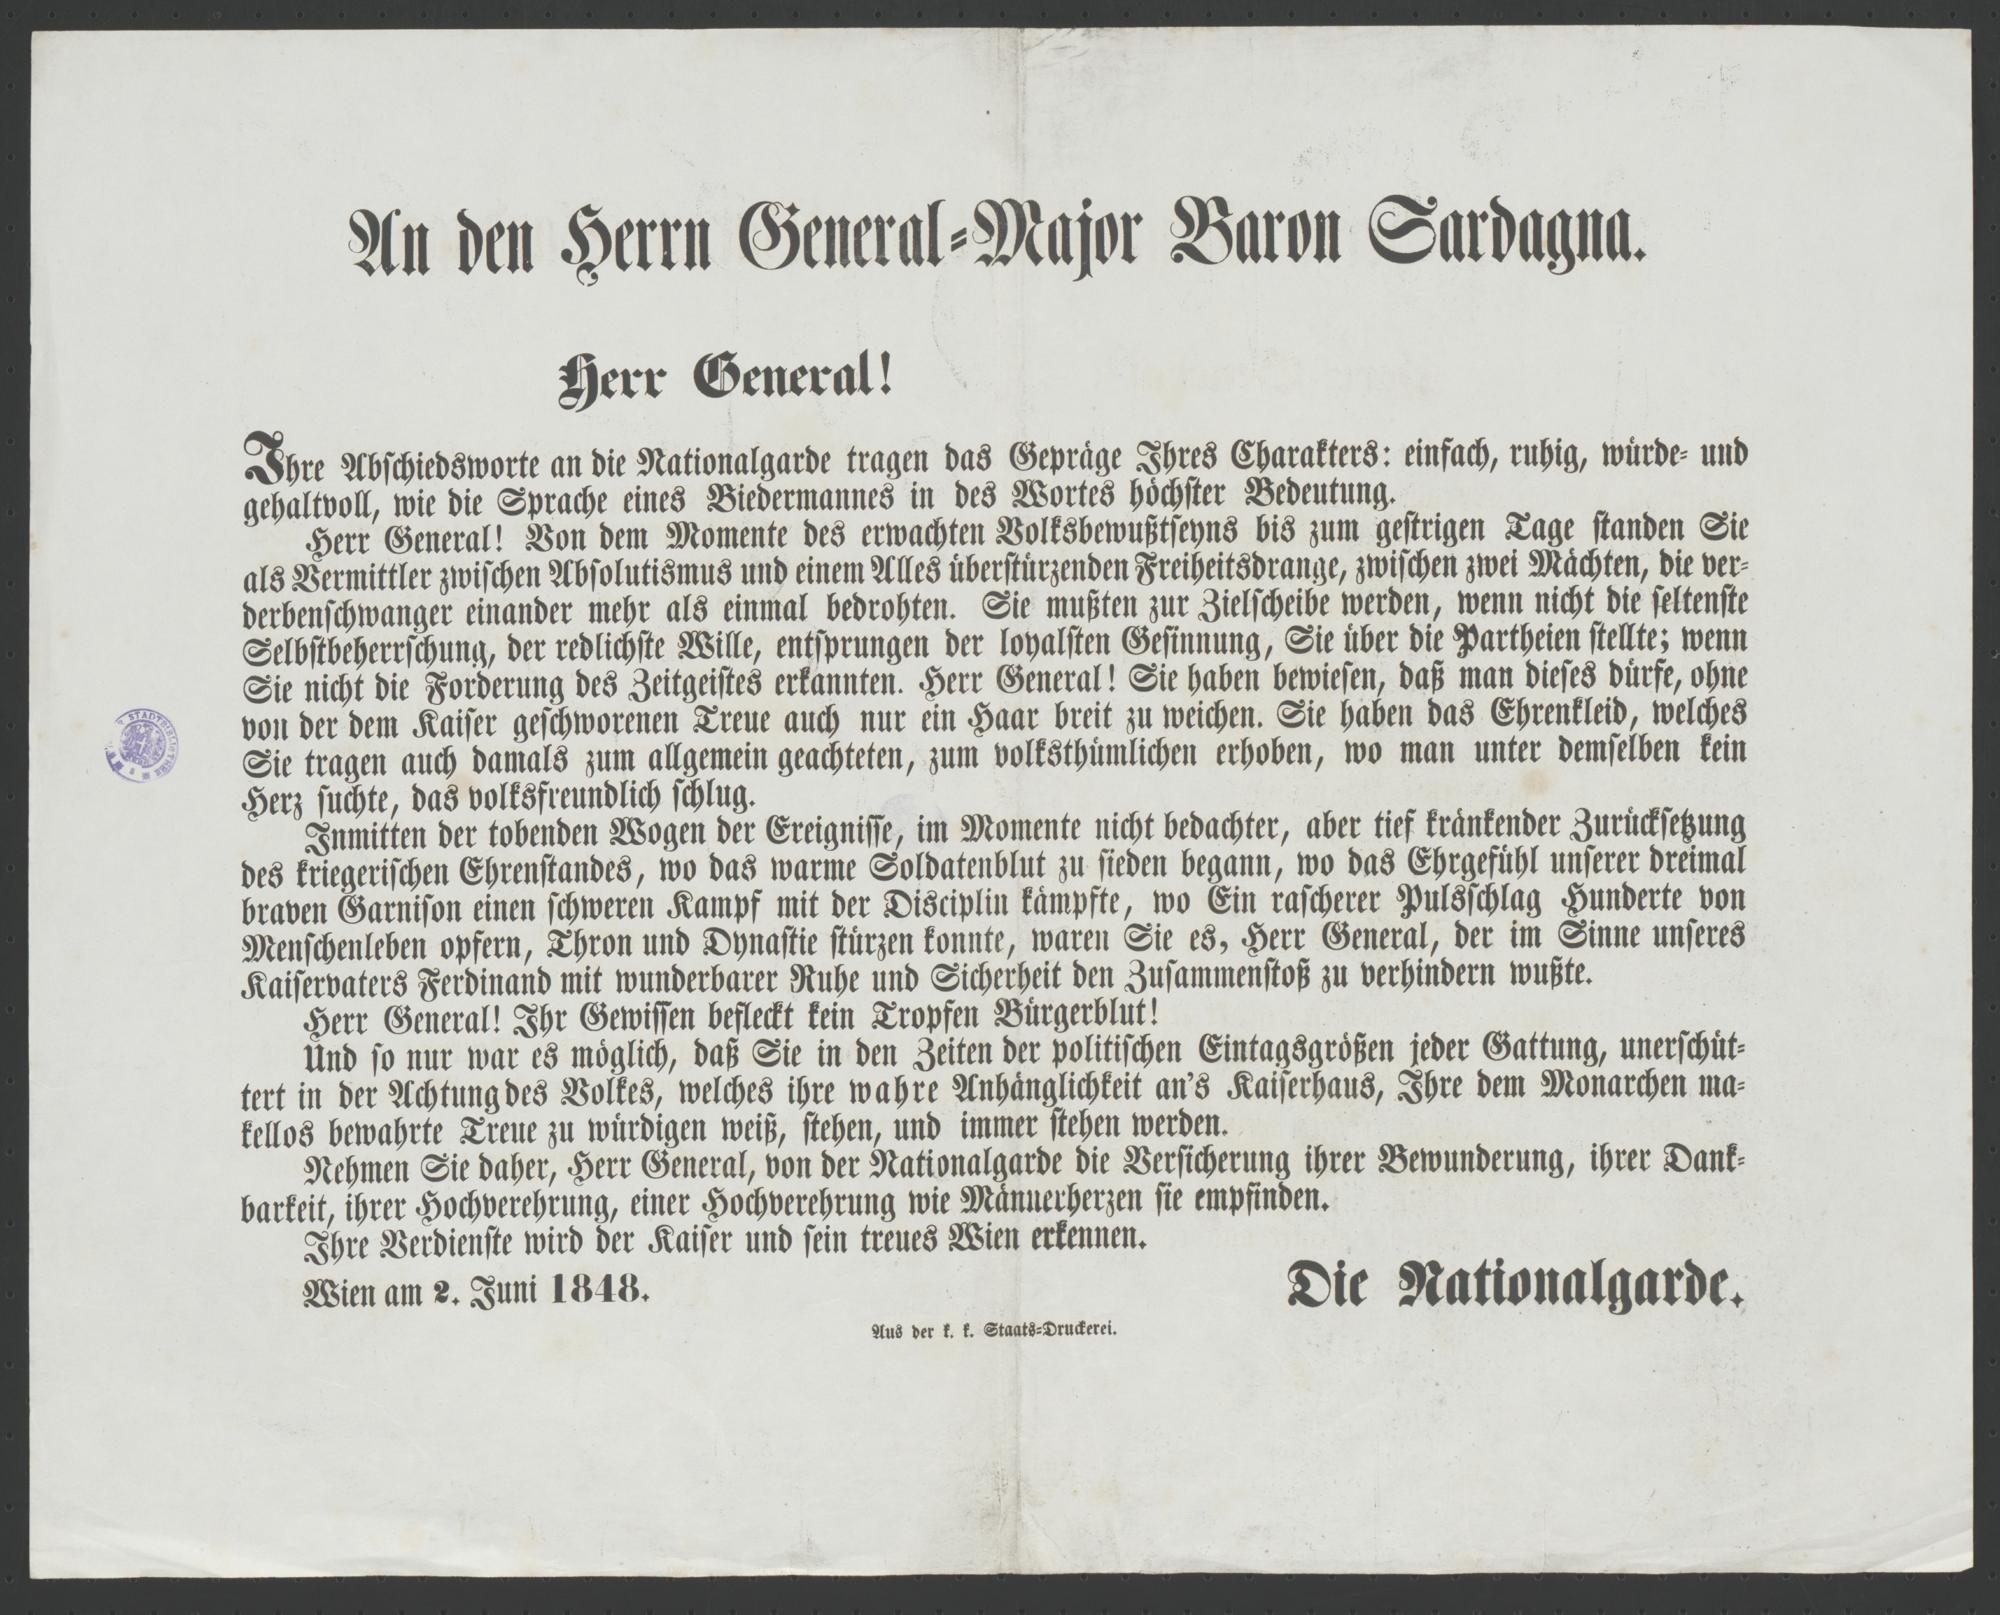 An den Herrn General-Major Baron Sardagna.
Herr General!
Ihre Abschiedsworte an die Nationalgarde tragen das Gepräge Ihres Charakters: einfach, ruhig, würde- und
gehaltvoll, wie die Sprache eines Biedermannes in des Wortes höchster Bedeutung.
Herr General! Von dem Momente des erwachten Volksbewußtseyns bis zum gestrigen Tage standen Sie
als Vermittler zwischen Absolutismus und einem Alles überstürzenden Freiheitsdrange, zwischen zwei Mächten, die ver-
derbenschwanger einander mehr als einmal bedrohten. Sie mußten zur Zielscheibe werden, wenn nicht die seltenste
Selbstbeherrschung, der redlichste Wille, entsprungen der loyalsten Gesinnung, Sie über die Partheien stellte; wenn
Sie nicht die Forderung des Zeitgeistes erkannten. Herr General! Sie haben bewiesen, daß man dieses dürfe, ohne
von der dem Kaiser geschworenen Treue auch nur ein Haar breit zu weichen. Sie haben das Ehrenkleid, welches
Sie tragen auch damals zum allgemein geachteten, zum volksthümlichen erhoben, wo man unter demselben kein
Herz suchte, das volksfreundlich schlug.
Inmitten der tobenden Wogen der Ereignisse, im Momente nicht bedachter, aber tief kränkender Zurücksetzung
des kriegerischen Ehrenstandes, wo das warme Soldatenblut zu sieden begann, wo das Ehrgefühl unserer dreimal
braven Garnison einen schweren Kampf mit der Disciplin kämpfte, wo Ein rascherer Pulsschlag Hunderte von
Menschenleben opfern, Thron und Dynastie stürzen konnte, waren Sie es, Herr General, der im Sinne unseres
Kaiservaters Ferdinand mit wunderbarer Ruhe und Sicherheit den Zusammenstoß zu verhindern wußte.
Herr General! Ihr Gewissen befleckt kein Tropfen Bürgerblut!
Und so nur war es möglich, daß Sie in den Zeiten der politischen Eintagsgrößen jeder Gattung, unerschüt-
tert in der Achtung des Volkes, welches ihre wahre Anhänglichkeit an's Kaiserhaus, Ihre dem Monarchen ma-
kellos bewahrte Treue zu würdigen weiß, stehen, und immer stehen werden.
Nehmen Sie daher, Herr General, von der Nationalgarde die Versicherung ihrer Bewunderung, ihrer Dank-
barkeit, ihrer Hochverehrung, einer Hochverehrung wie Männerherzen sie empfinden.
Ihre Verdienste wird der Kaiser und sein treues Wien erkennen.
Wien am 2. Juni 1848.
Die Nationalgarde.
Aus der k. k. Staats-Druckerei.